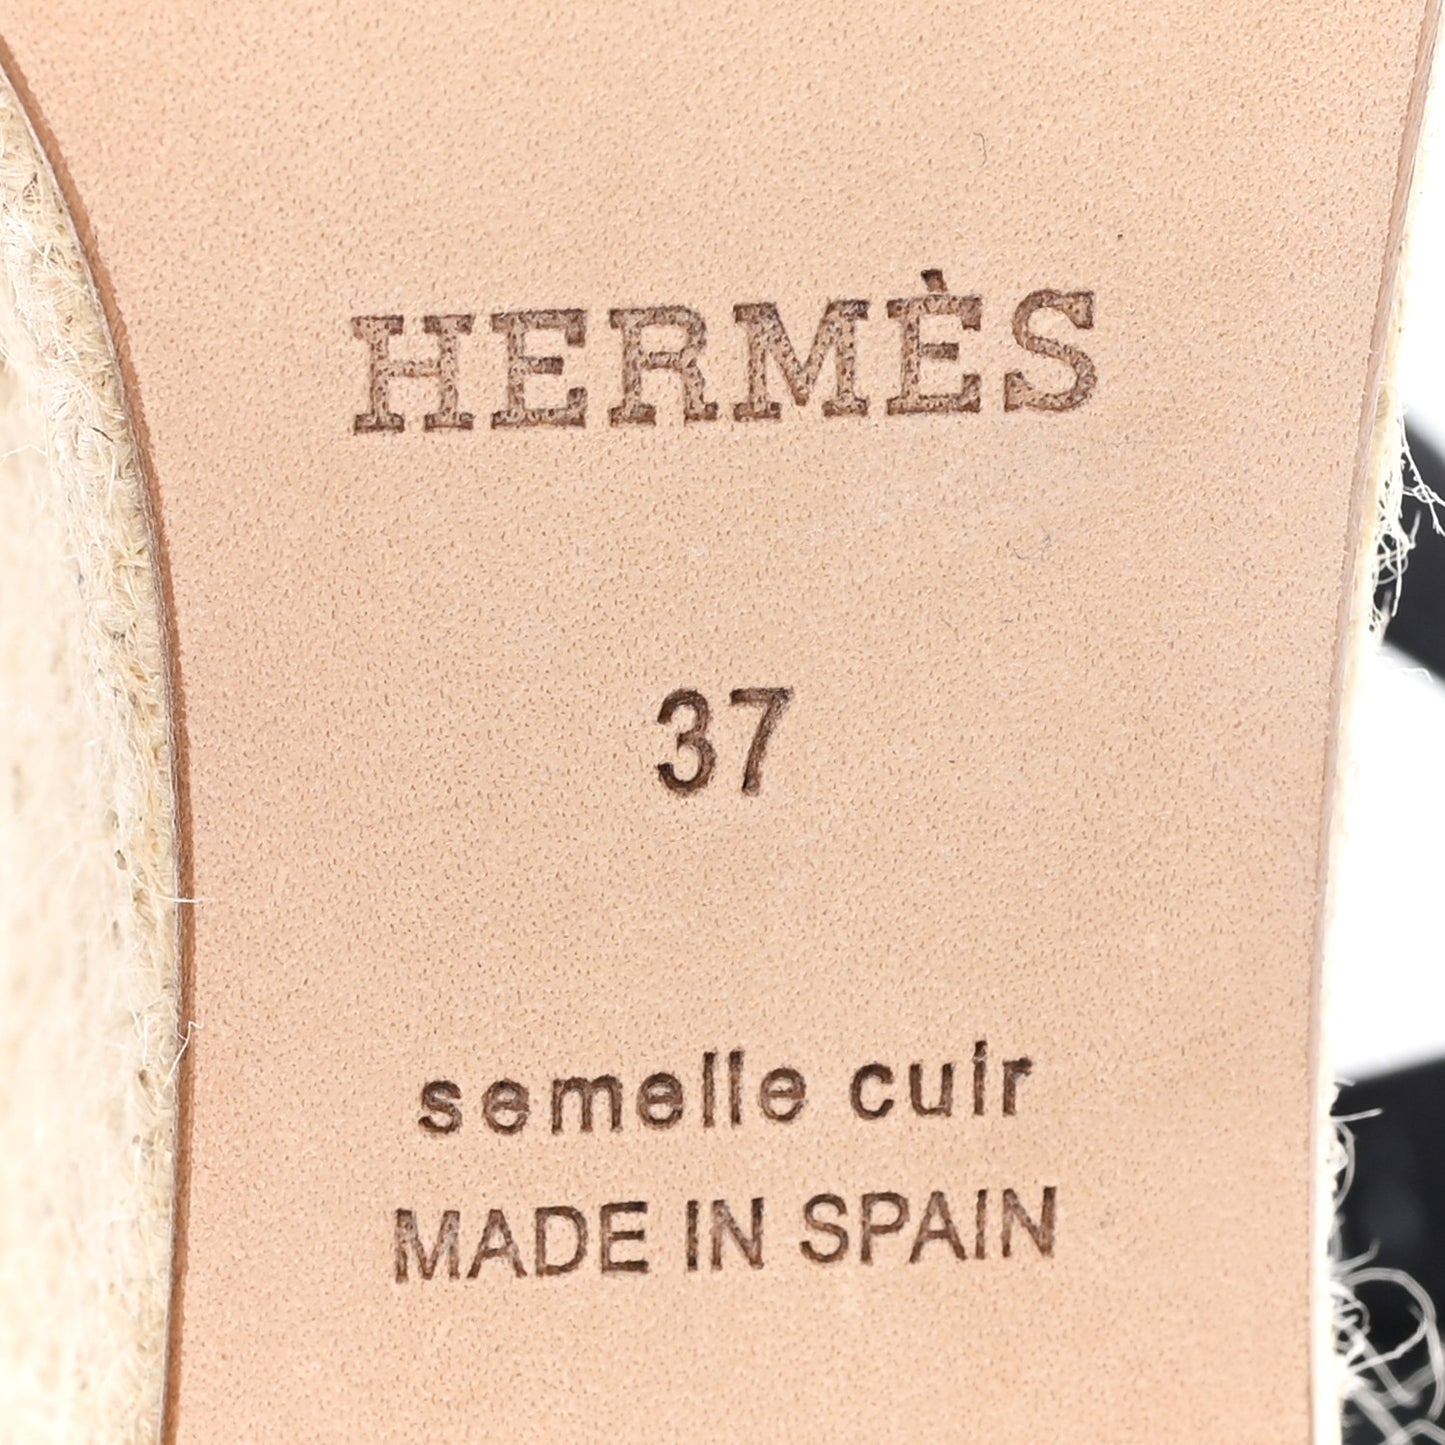 HERMÈS
37
semelle cuir
MADE IN SPAIN